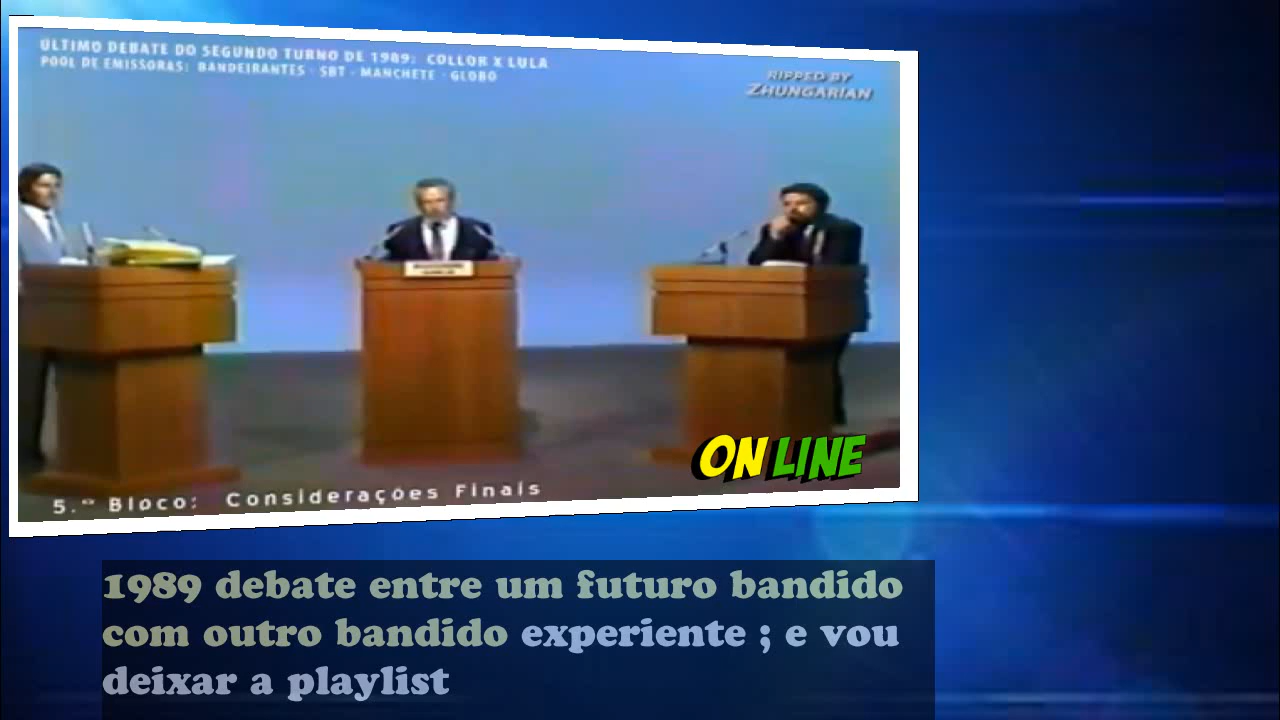 ÚLTIMO DEBATE DO SEGUNDO TURNO DE 1989: COLLOR X LULA
POOL DE EMISSORAS: BANDEIRANTES - SBT - MANCHETE - GLOBO
RIPPED BY
ZHUNGARIAN
ON LINE
5.º Bloco: Considerações Finais
1989 debate entre um futuro bandido
com outro bandido experiente ; e vou
deixar a playlist